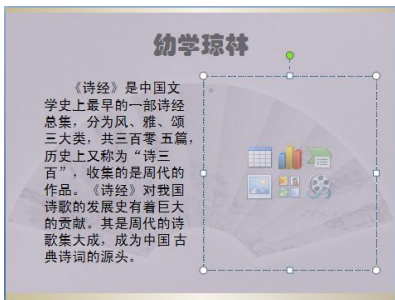 幼学琼林
《诗经》是中国文
学史上最早的一部诗经
总集，分为风、雅、颂
三大类，共三百零 五篇，
历史上又称为“诗三
百”，收集的是周代的
作品。《诗经》对我国
诗歌的发展史有着巨大
的贡献。其是周代的诗
歌集大成，成为中国 古
典诗词的源头。